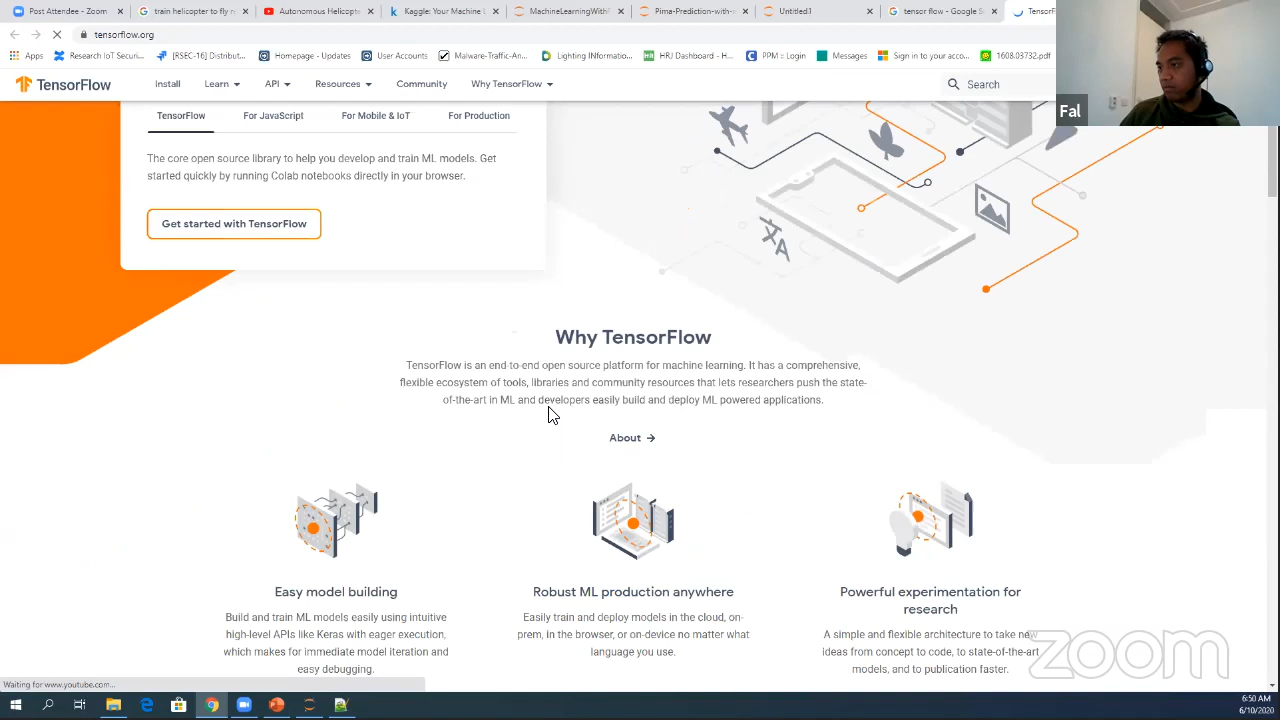 Post Attendee - Zoom
train helicopter to fly r
Autonomous Helicopte
Kaggle: Your Machine L
MachineLearningWithP
Pima-Prediction-with-x
Untitled1
tensor flow - Google S
TensorF
tensorflow.org
Apps
Research IoT Securi...
[RSEC-16] Distribut...
Homepage - Updates
User Accounts
Malware-Traffic-An...
Lighting INformatio...
HRJ Dashboard - H...
PPM :: Login
Messages
Sign in to your acco...
1608.03732.pdf
TensorFlow
Install
Learn
API
Resources
Community
Why TensorFlow
Search
Fal
TensorFlow
For JavaScript
For Mobile & IoT
For Production
The core open source library to help you develop and train ML models. Get
started quickly by running Colab notebooks directly in your browser.
Get started with TensorFlow
文A
Why TensorFlow
TensorFlow is an end-to-end open source platform for machine learning. It has a comprehensive,
flexible ecosystem of tools, libraries and community resources that lets researchers push the state-
of-the-art in ML and developers easily build and deploy ML powered applications.
About →
Easy model building
Build and train ML models easily using intuitive
high-level APIs like Keras with eager execution,
which makes for immediate model iteration and
easy debugging.
Robust ML production anywhere
Easily train and deploy models in the cloud, on-
prem, in the browser, or on-device no matter what
language you use.
Powerful experimentation for
research
A simple and flexible architecture to take new
ideas from concept to code, to state-of-the-art
models, and to publication faster.
zoom
Waiting for www.youtube.com...
6:50 AM
6/10/2020